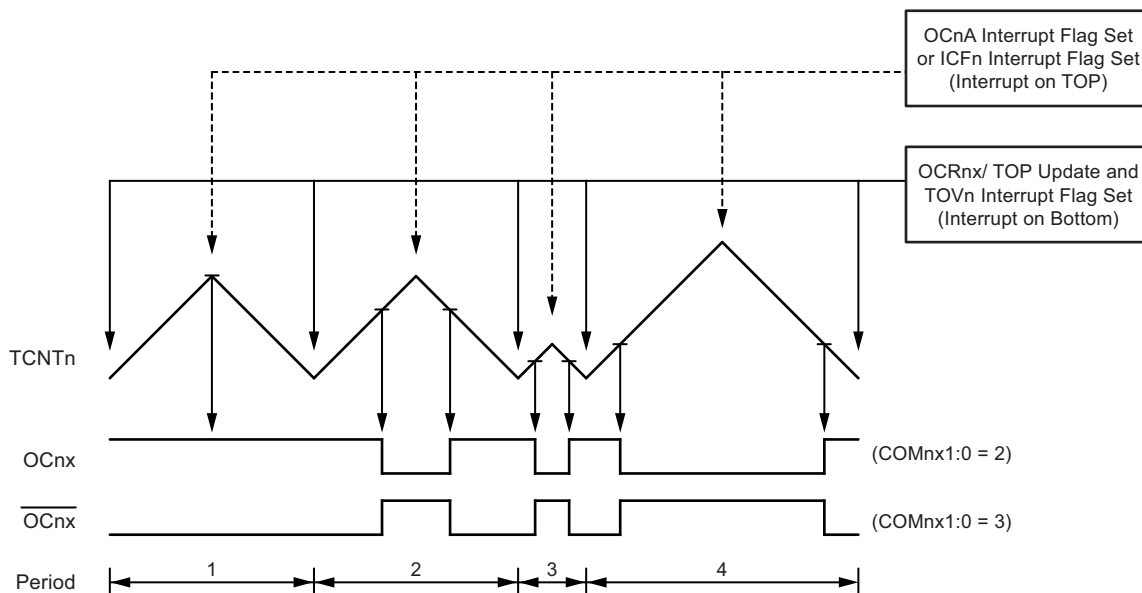 OCnA Interrupt Flag Set
or ICFn Interrupt Flag Set
(Interrupt on TOP)
OCRnx/ TOP Update and
TOVn Interrupt Flag Set
(Interrupt on Bottom)
TCNTn
OCnx
(COMnx1:0 = 2)
OCnx
(COMnx1:0 = 3)
Period
1
2
3
4